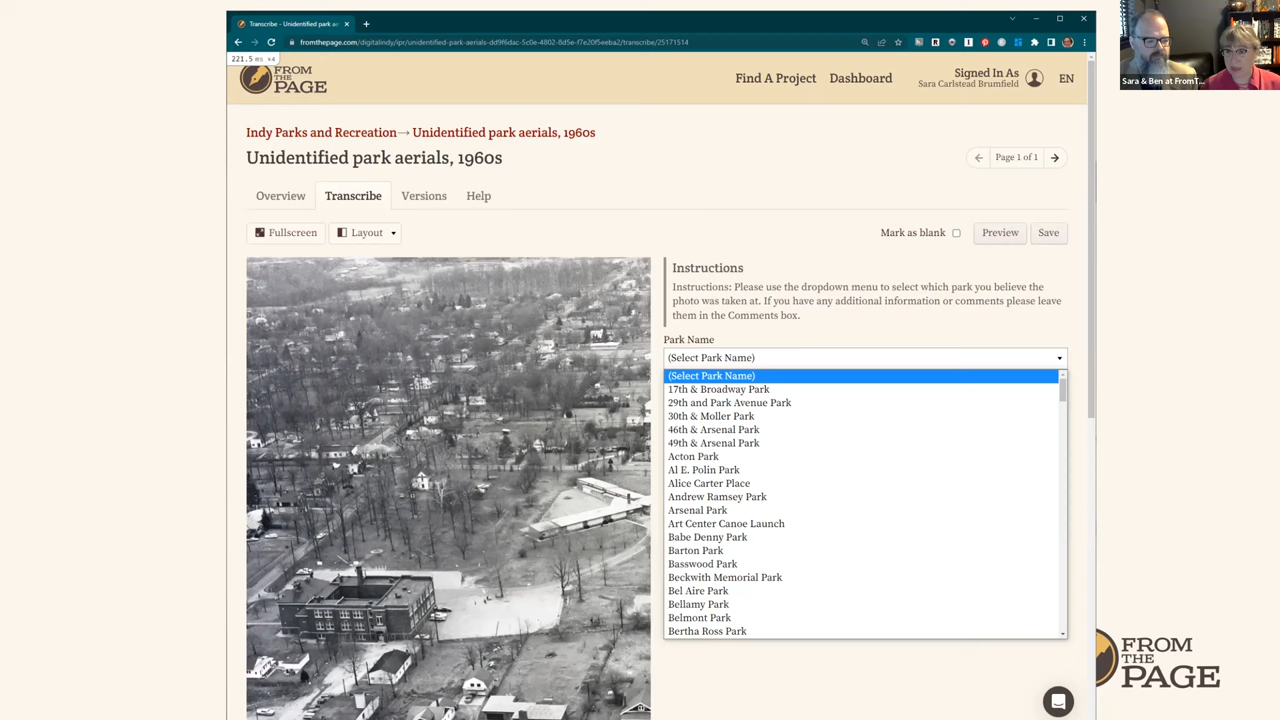 Transcribe - Unidentified park ae
fromthepage.com/digitalindy/ipr/unidentified-park-aerials-dd9f6dac-5c0e-4802-8d5e-f7e20f5eeba2/transcribe/25171514
221.5 ms ×4
FROM THE PAGE
Find A Project
Dashboard
Signed In As
Sara Carlstead Brumfield
EN
Indy Parks and Recreation→ Unidentified park aerials, 1960s
Unidentified park aerials, 1960s
Page 1 of 1
Overview
Transcribe
Versions
Help
Fullscreen
Layout
Mark as blank
Preview
Save
Instructions
Instructions: Please use the dropdown menu to select which park you believe the
photo was taken at. If you have any additional information or comments please leave
them in the Comments box.
Park Name
(Select Park Name)
(Select Park Name)
17th & Broadway Park
29th and Park Avenue Park
30th & Moller Park
46th & Arsenal Park
49th & Arsenal Park
Acton Park
Al E. Polin Park
Alice Carter Place
Andrew Ramsey Park
Arsenal Park
Art Center Canoe Launch
Babe Denny Park
Barton Park
Basswood Park
Beckwith Memorial Park
Bel Aire Park
Bellamy Park
Belmont Park
Bertha Ross Park
Sara & Ben at FromT...
FROM
THE
PAGE